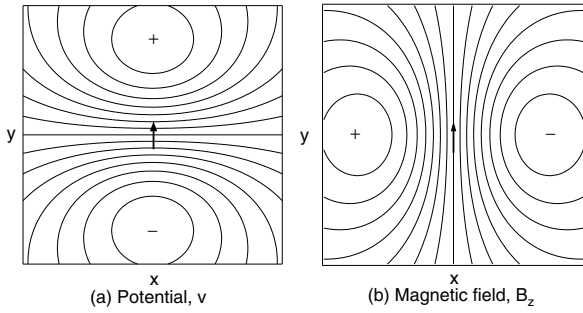 +
y
−
x
(a) Potential, v
y
+
−
x
(b) Magnetic field, B_z